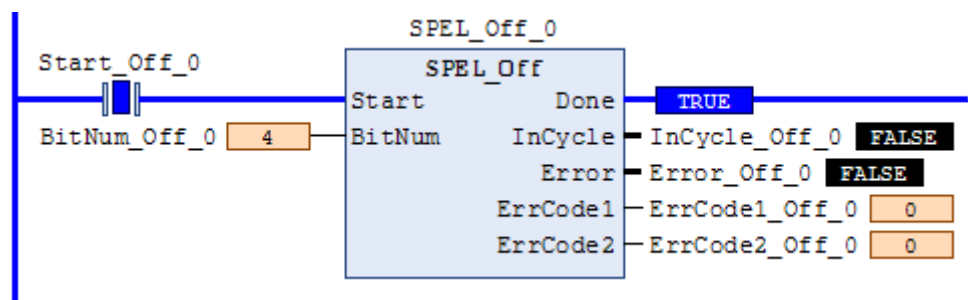 SPEL_Off_0
Start_Off_0
SPEL_Off
Start Done TRUE
BitNum_Off_0 4 BitNum InCycle InCycle_Off_0 FALSE
Error Error_Off_0 FALSE
ErrCode1 ErrCode1_Off_0 0
ErrCode2 ErrCode2_Off_0 0